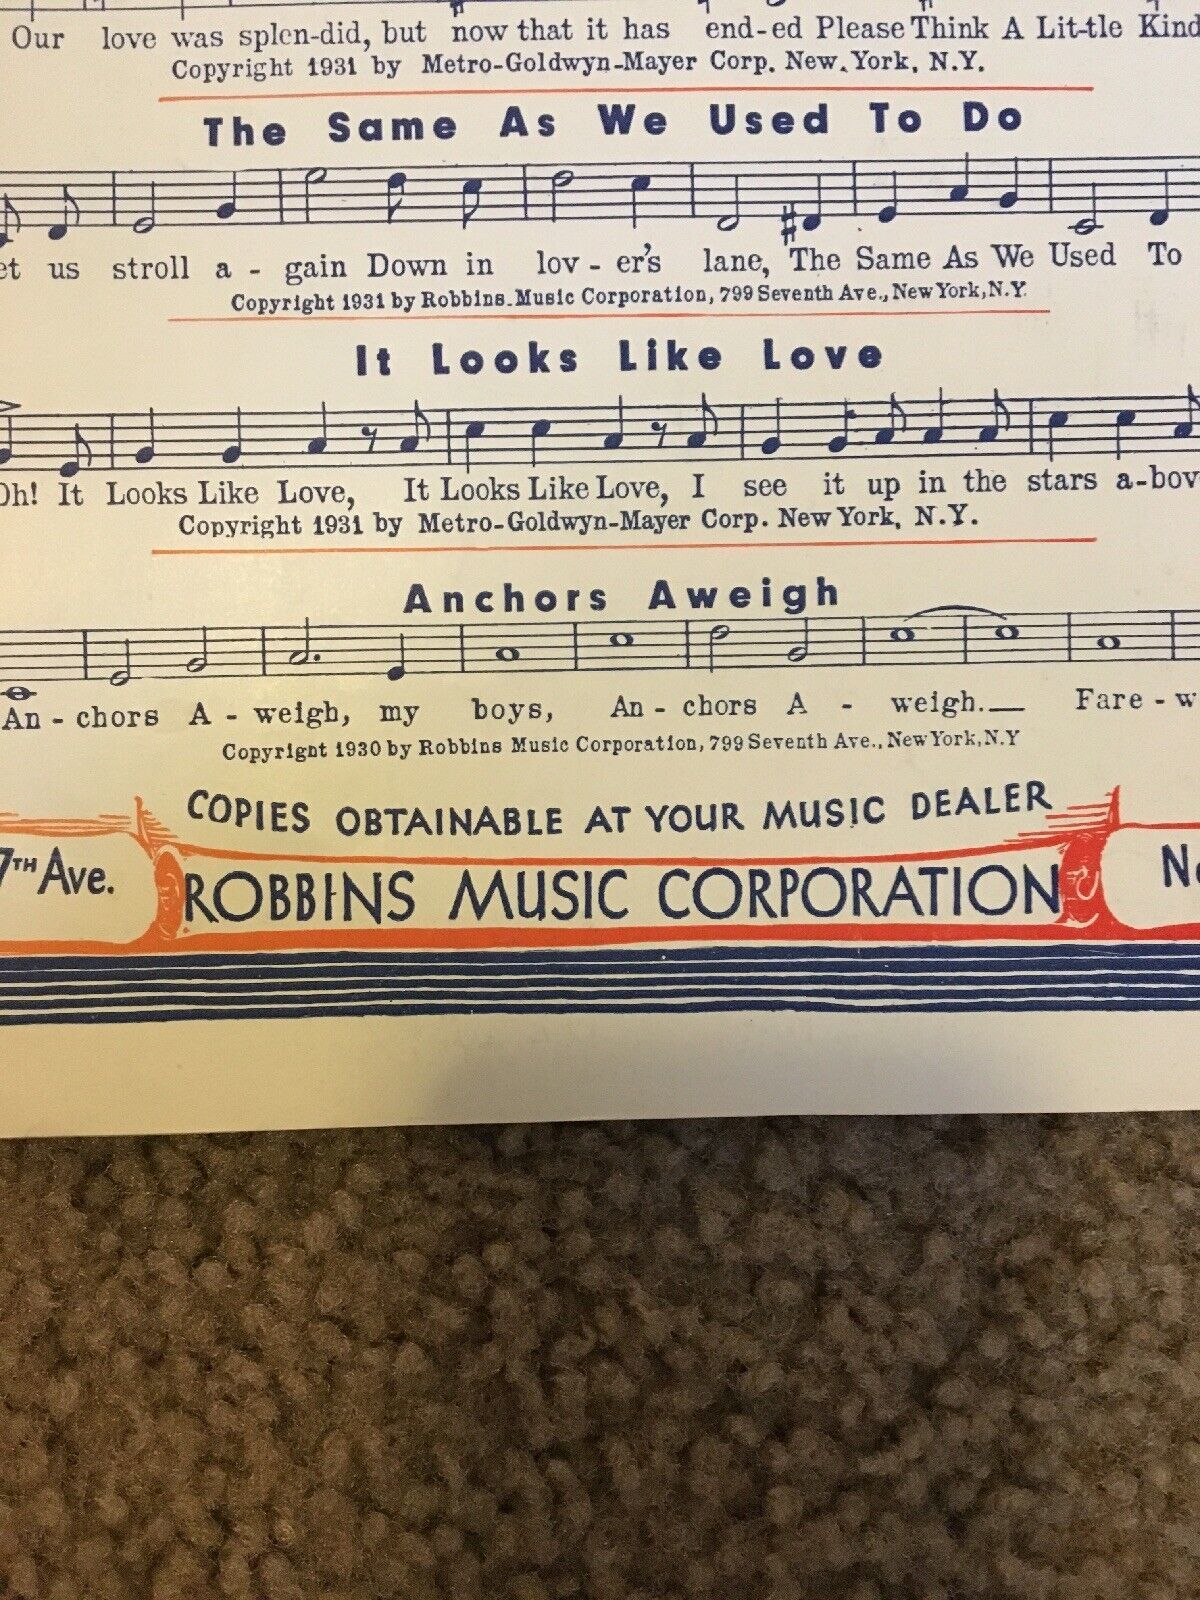 Our love was splen-did, but now that it has end-ed Please Think A Lit-tle Kind
Copyright 1931 by Metro-Goldwyn-Mayer Corp. New York, N.Y.
The Same As We Used To Do
et us stroll a - gain Down in lov - er's lane, The Same As We Used To
Copyright 1931 by Robbins Music Corporation, 799 Seventh Ave., New York, N.Y.
It Looks Like Love
Oh! It Looks Like Love, It Looks Like Love, I see it up in the stars a-bov
Copyright 1931 by Metro-Goldwyn-Mayer Corp. New York, N.Y.
Anchors Aweigh
An - chors A - weigh, my boys, An - chors A - weigh. Fare - w
Copyright 1930 by Robbins Music Corporation, 799 Seventh Ave., New York, N.Y
COPIES OBTAINABLE AT YOUR MUSIC DEALER
7TH Ave. ROBBINS MUSIC CORPORATION Ne